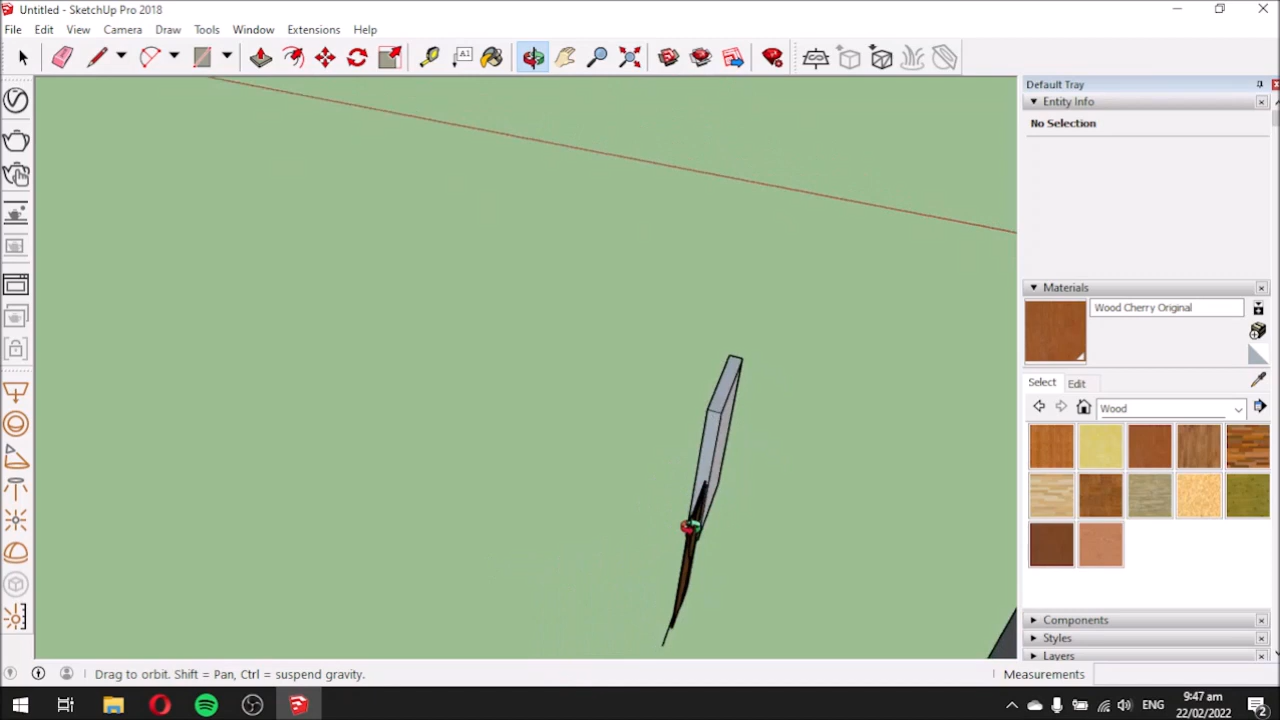 Untitled - SketchUp Pro 2018
File Edit View Camera Draw Tools Window Extensions Help
A1
Default Tray
Entity Info
No Selection
Materials
Wood Cherry Original
Select Edit
Wood
Components
Styles
Layers
Drag to orbit. Shift = Pan, Ctrl = suspend gravity.
Measurements
ENG
9:47 am
22/02/2022
2